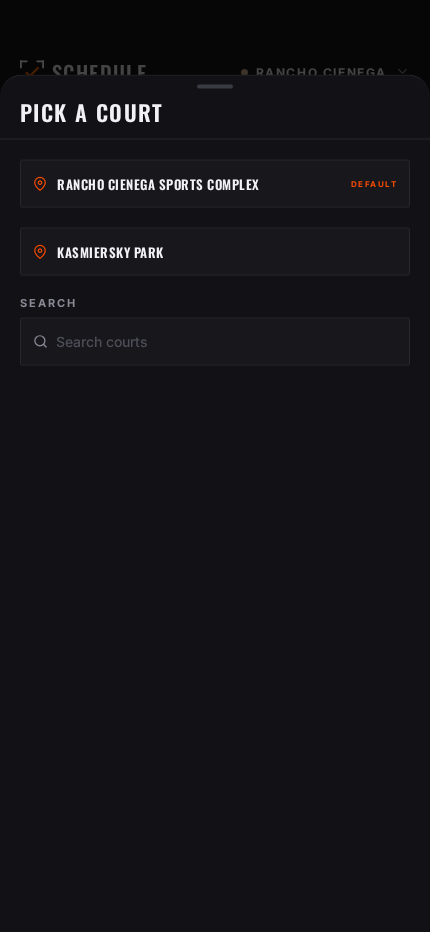 SCHEDULE
RANCHO CIENEGA
PICK A COURT
RANCHO CIENEGA SPORTS COMPLEX
DEFAULT
KASMIERSKY PARK
SEARCH
Search courts